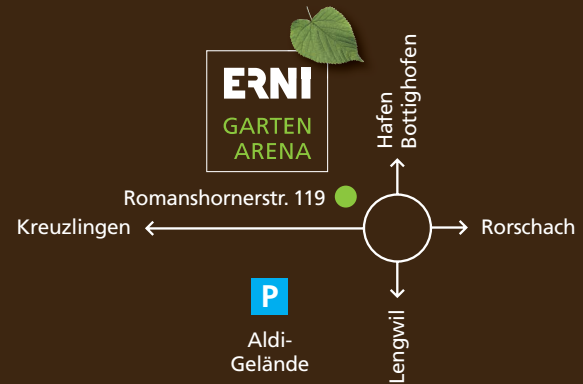 ERNI
GARTEN
ARENA
Hafen
Bottighofen
Romanshornerstr. 119
Kreuzlingen
Rorschach
P
Aldi-
Gelände
Lengwil